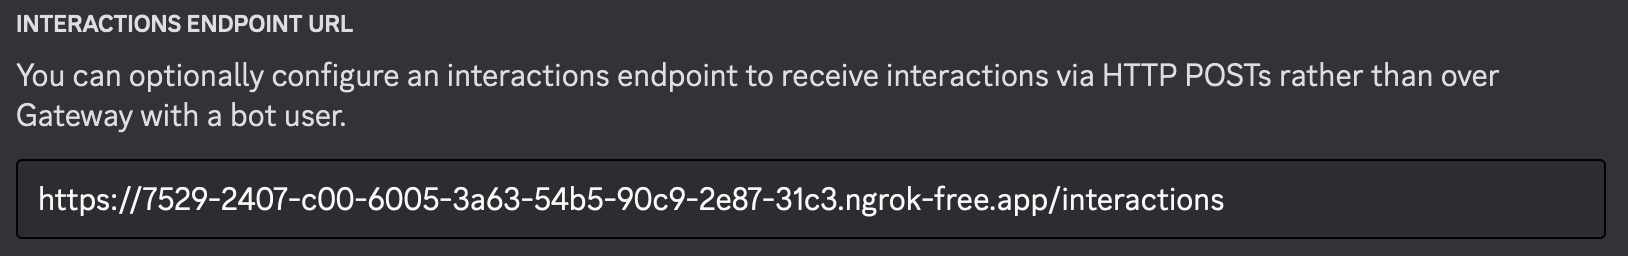 INTERACTIONS ENDPOINT URL
You can optionally configure an interactions endpoint to receive interactions via HTTP POSTs rather than over
Gateway with a bot user.
https://7529-2407-c00-6005-3a63-54b5-90c9-2e87-31c3.ngrok-free.app/interactions